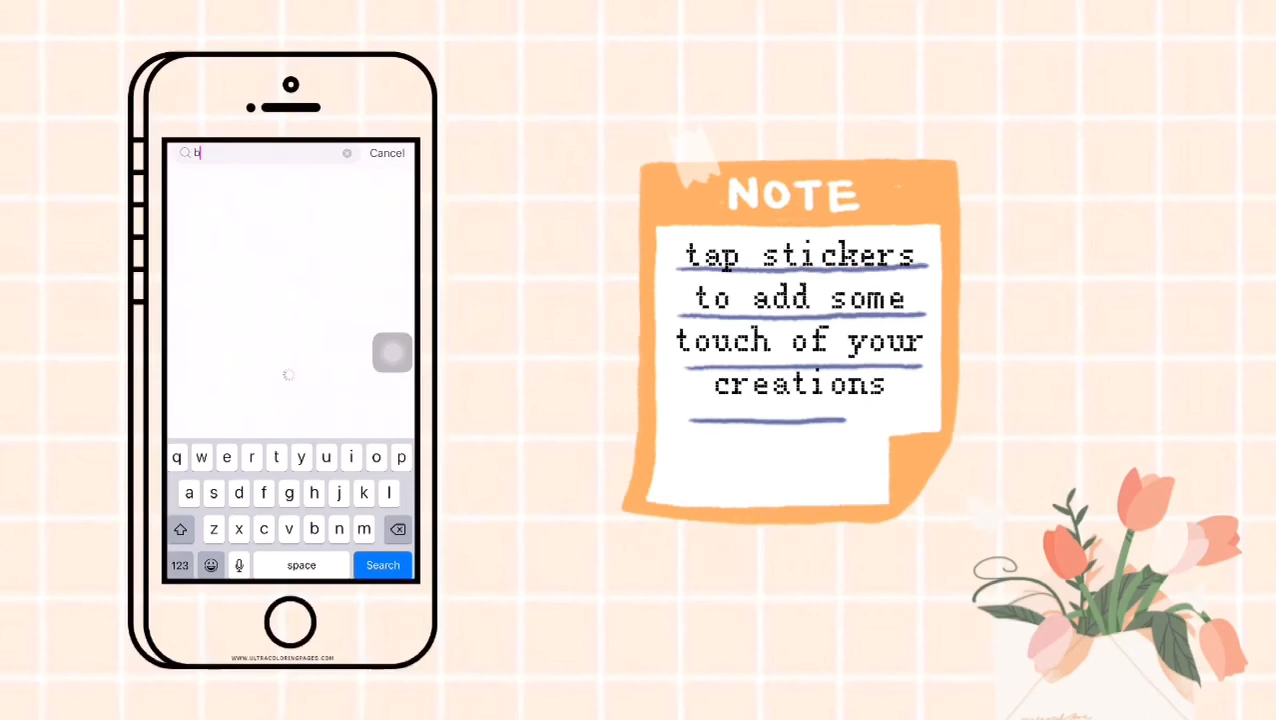 b
Cancel
q w e r t y u i o p
a s d f g h j k l
z x c v b n m
123 space Search
WWW.ULTRACOLORINGPAGES.COM
NOTE
tap stickers
to add some
touch of your
creations